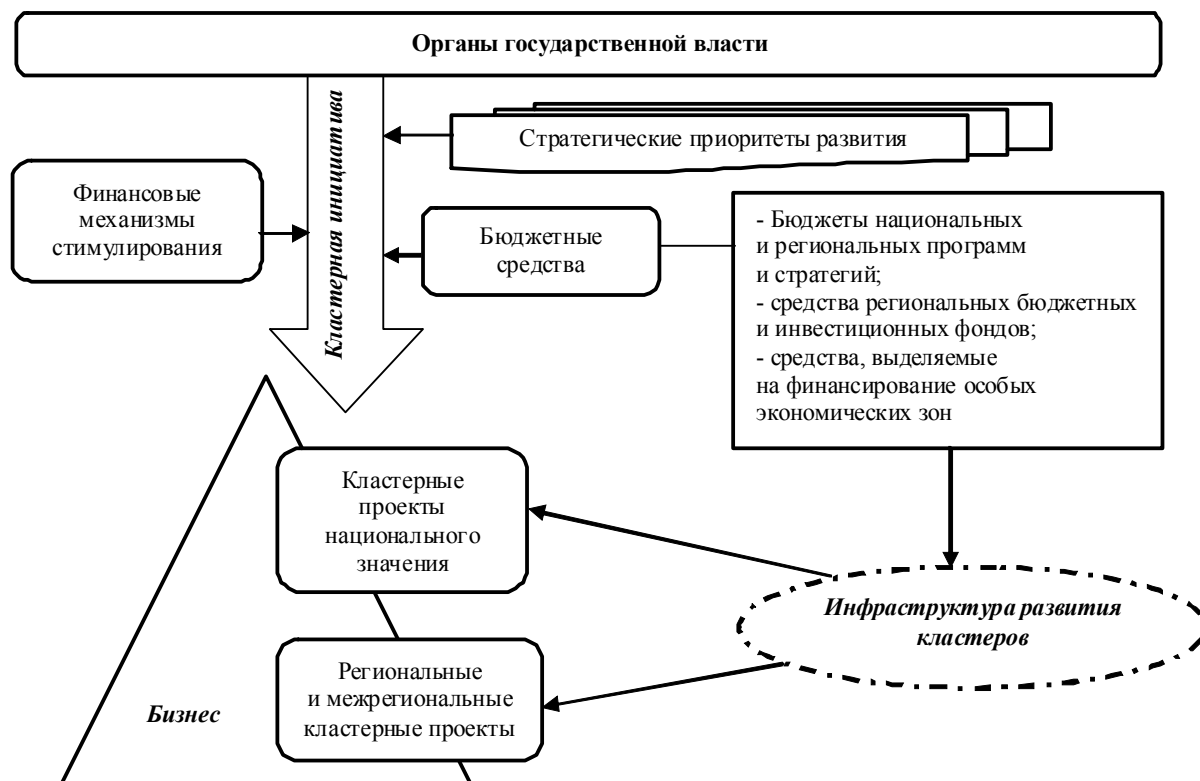 Органы государственной власти
Кластерная инициатива
Стратегические приоритеты развития
Финансовые
механизмы
стимулирования
Бюджетные
средства
- Бюджеты национальных
и региональных программ
и стратегий;
- средства региональных бюджетных
и инвестиционных фондов;
- средства, выделяемые
на финансирование особых
экономических зон
Кластерные
проекты
национального
значения
Инфраструктура развития
кластеров
Региональные
и межрегиональные
кластерные проекты
Бизнес